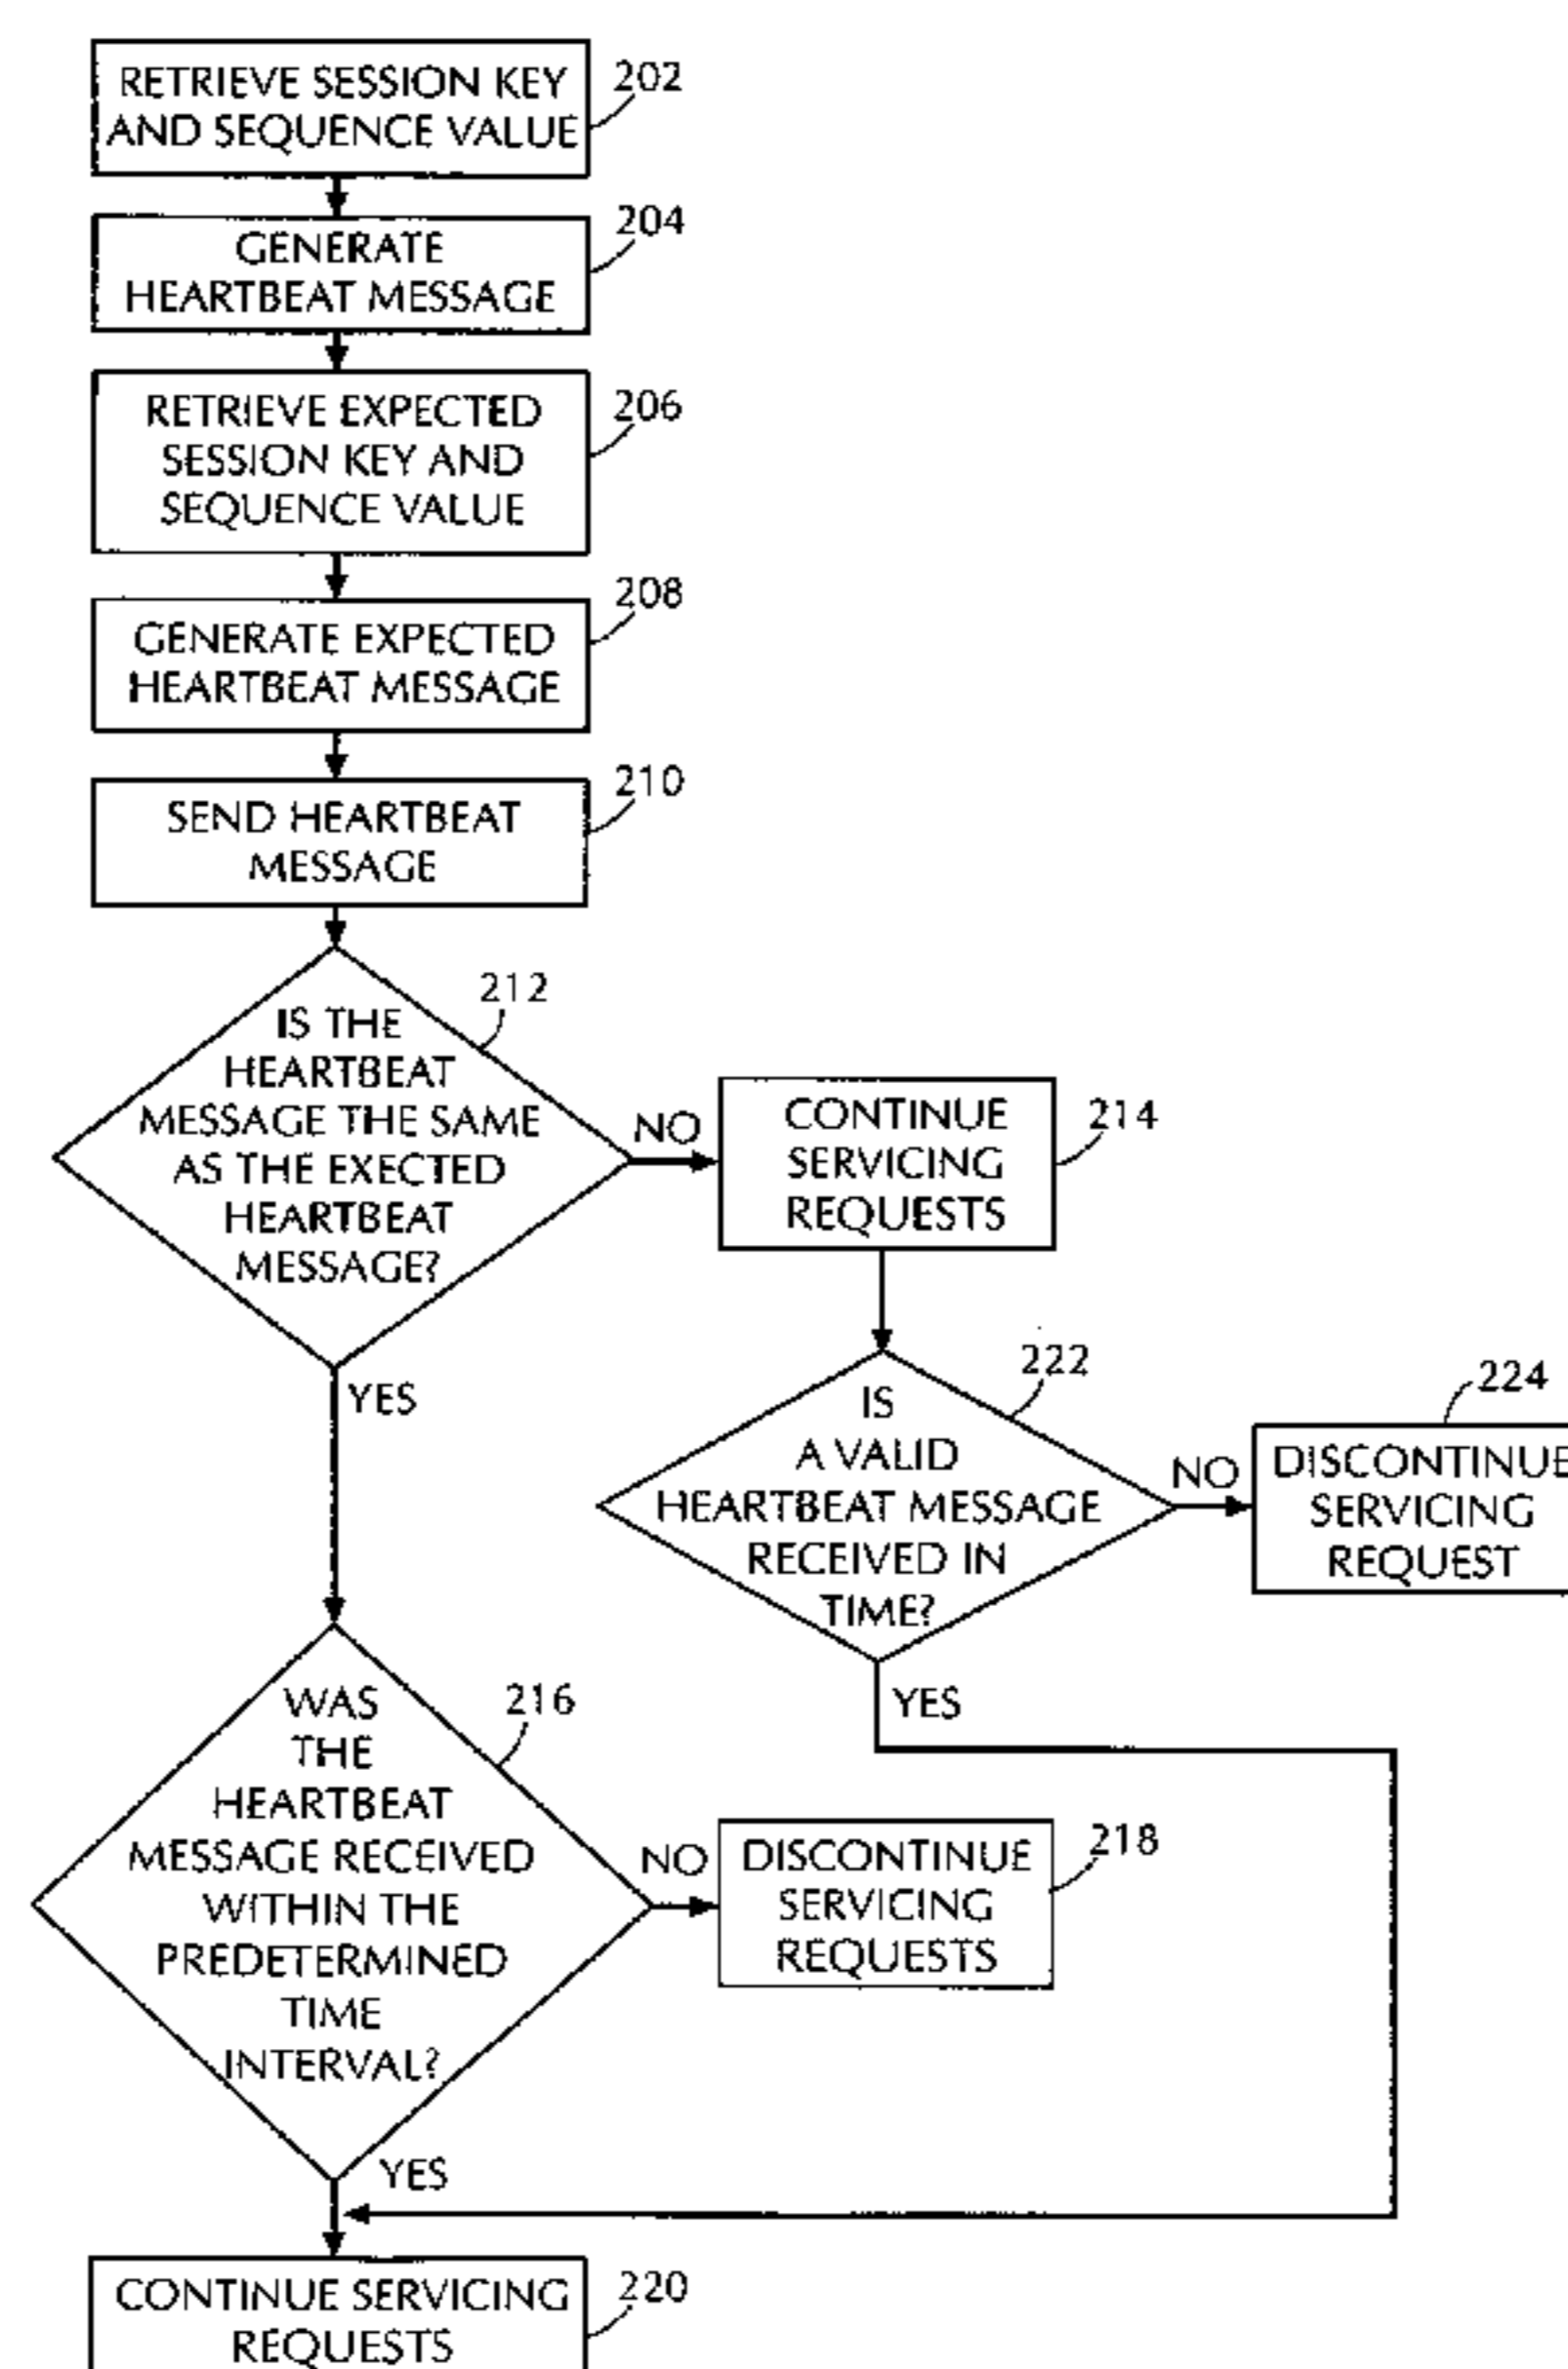 RETRIEVE SESSION KEY
AND SEQUENCE VALUE
202
GENERATE
HEARTBEAT MESSAGE
204
RETRIEVE EXPECTED
SESSION KEY AND
SEQUENCE VALUE
206
GENERATE EXPECTED
HEARTBEAT MESSAGE
208
SEND HEARTBEAT
MESSAGE
210
IS THE
HEARTBEAT
MESSAGE THE SAME
AS THE EXECTED
HEARTBEAT
MESSAGE?
212
NO
CONTINUE
SERVICING
REQUESTS
214
YES
IS
A VALID
HEARTBEAT MESSAGE
RECEIVED IN
TIME?
222
NO
DISCONTINUE
SERVICING
REQUEST
224
YES
WAS
THE
HEARTBEAT
MESSAGE RECEIVED
WITHIN THE
PREDETERMINED
TIME
INTERVAL?
216
NO
DISCONTINUE
SERVICING
REQUESTS
218
YES
CONTINUE SERVICING
REQUESTS
220